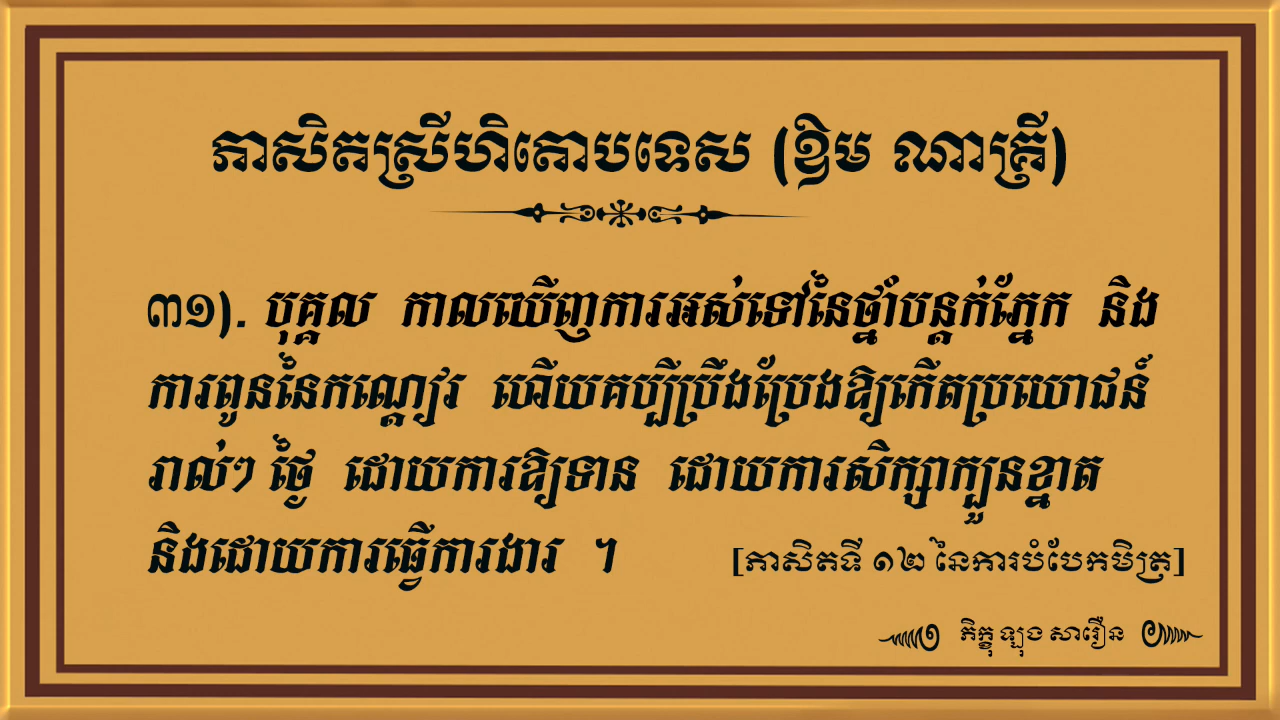 ភាសិតស្រីហិតោបទេស (ឱម ណាគ្រី)
៣១). បុគ្គល កាលឃើញការអស់ទៅនៃថ្នាំបន្តក់ភ្នែក និង
ការពូននៃកណ្ដៀរ ហើយគប្បីប្រឹងប្រែងឱ្យកើតប្រយោជន៍
រាល់ៗ ថ្ងៃ ដោយការឱ្យទាន ដោយការសិក្សាក្បួនខ្នាត
និងដោយការធ្វើការងារ ។
[ភាសិតទី ១២ នៃការបំបែកមិត្រ]
ភិក្ខុ ឡុង សារឿន